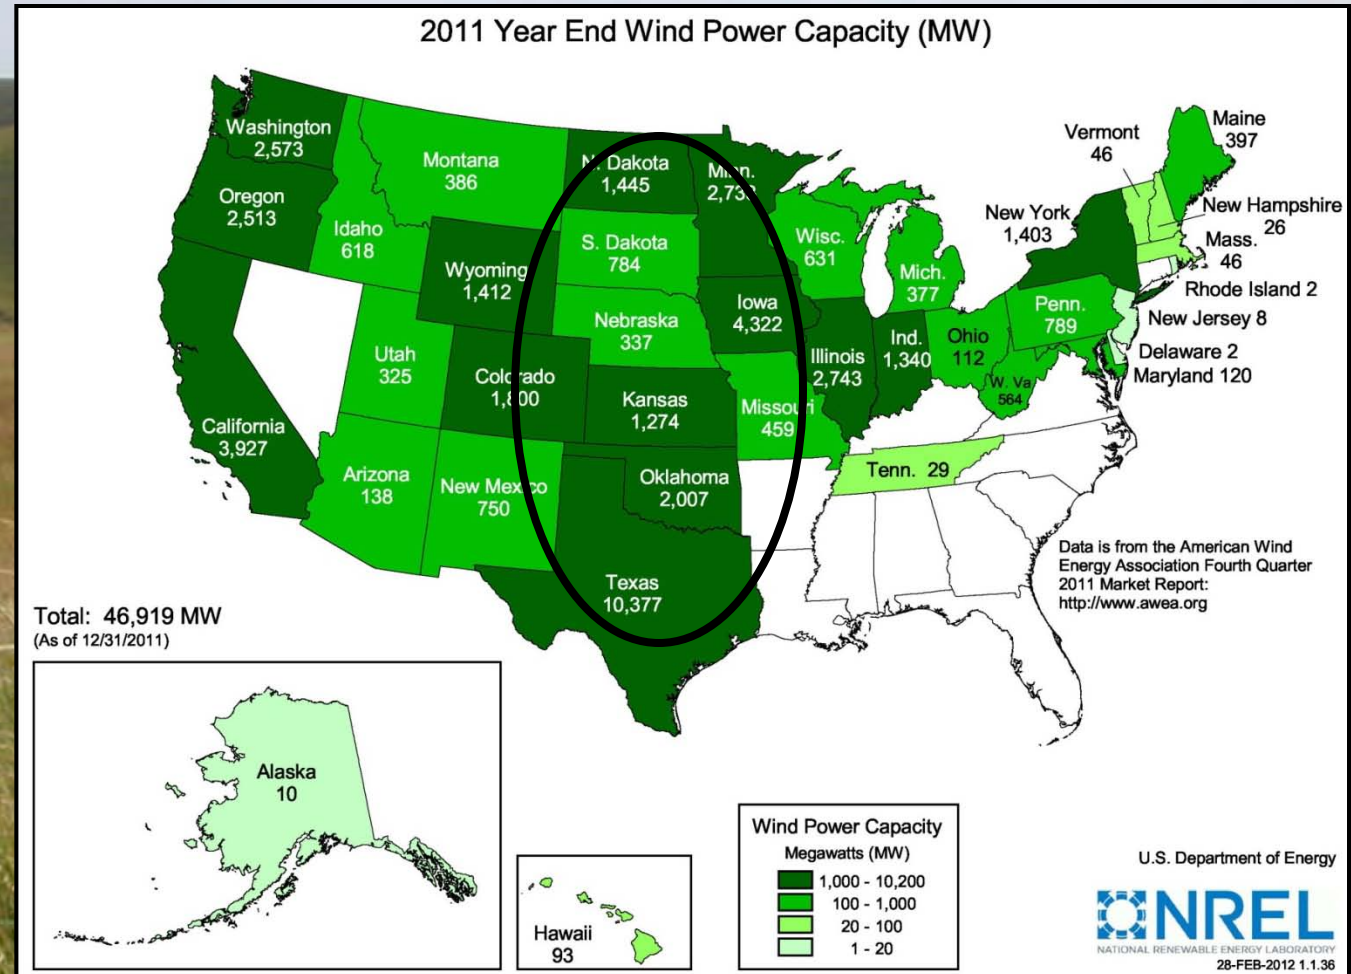 2011 Year End Wind Power Capacity (MW)
Washington
2,573
Oregon
2,513
California
3,927
Idaho
618
Montana
386
Wyoming
1,412
Utah
325
Colorado
1,800
Arizona
138
New Mexico
750
N. Dakota
1,445
S. Dakota
784
Nebraska
337
Kansas
1,274
Oklahoma
2,007
Texas
10,377
Minn.
Iowa
4,322
Missouri
459
Wisc.
631
Illinois
2,743
Mich.
377
Ind.
1,340
Ohio
112
W. Va
564
Penn.
789
Tenn. 29
New York
1,403
Vermont
46
Maine
397
New Hampshire
26
Mass.
46
Rhode Island 2
New Jersey 8
Delaware 2
Maryland 120
Data is from the American Wind
Energy Association Fourth Quarter
2011 Market Report:
http://www.awea.org
Total: 46,919 MW
(As of 12/31/2011)
Alaska
10
Hawaii
93
Wind Power Capacity
Megawatts (MW)
1,000 - 10,200
100 - 1,000
20 - 100
1 - 20
U.S. Department of Energy
NREL
NATIONAL RENEWABLE ENERGY LABORATORY
28-FEB-2012 1.1.36